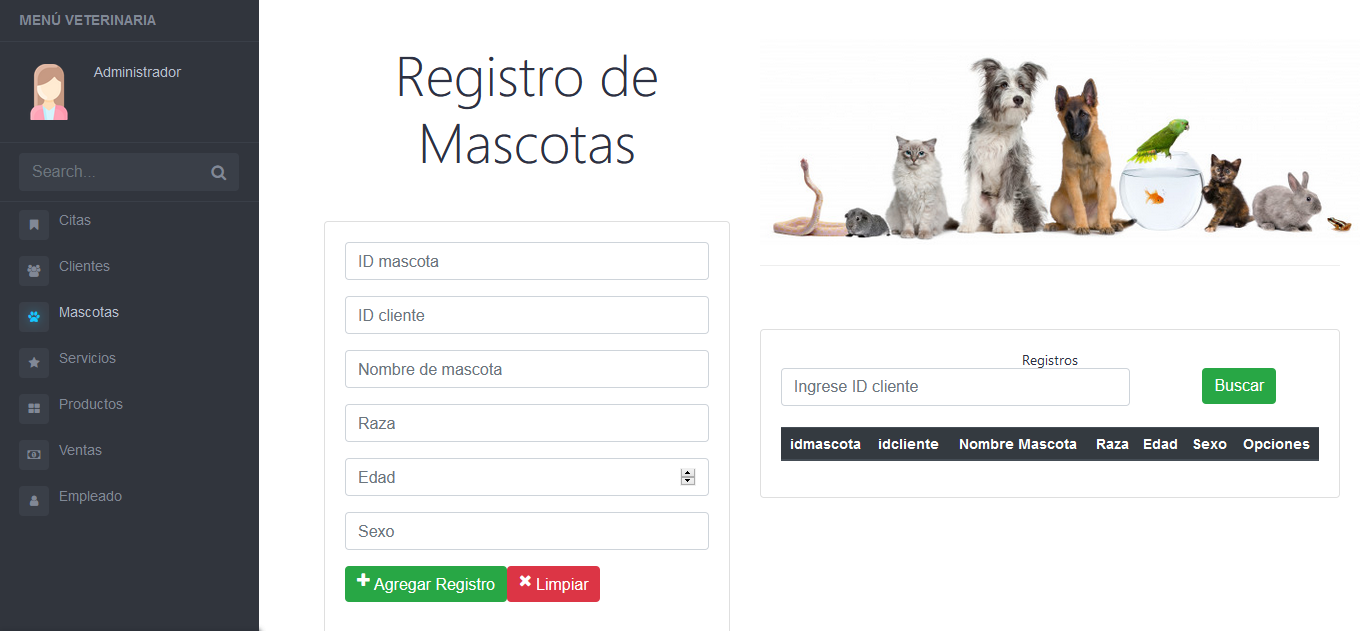 MENÚ VETERINARIA
Administrador
Search...
Citas
Clientes
Mascotas
Servicios
Productos
Ventas
Empleado
Registro de
Mascotas
ID mascota
ID cliente
Nombre de mascota
Raza
Edad
Sexo
Agregar Registro Limpiar
Registros
Ingrese ID cliente Buscar
idmascota idcliente Nombre Mascota Raza Edad Sexo Opciones